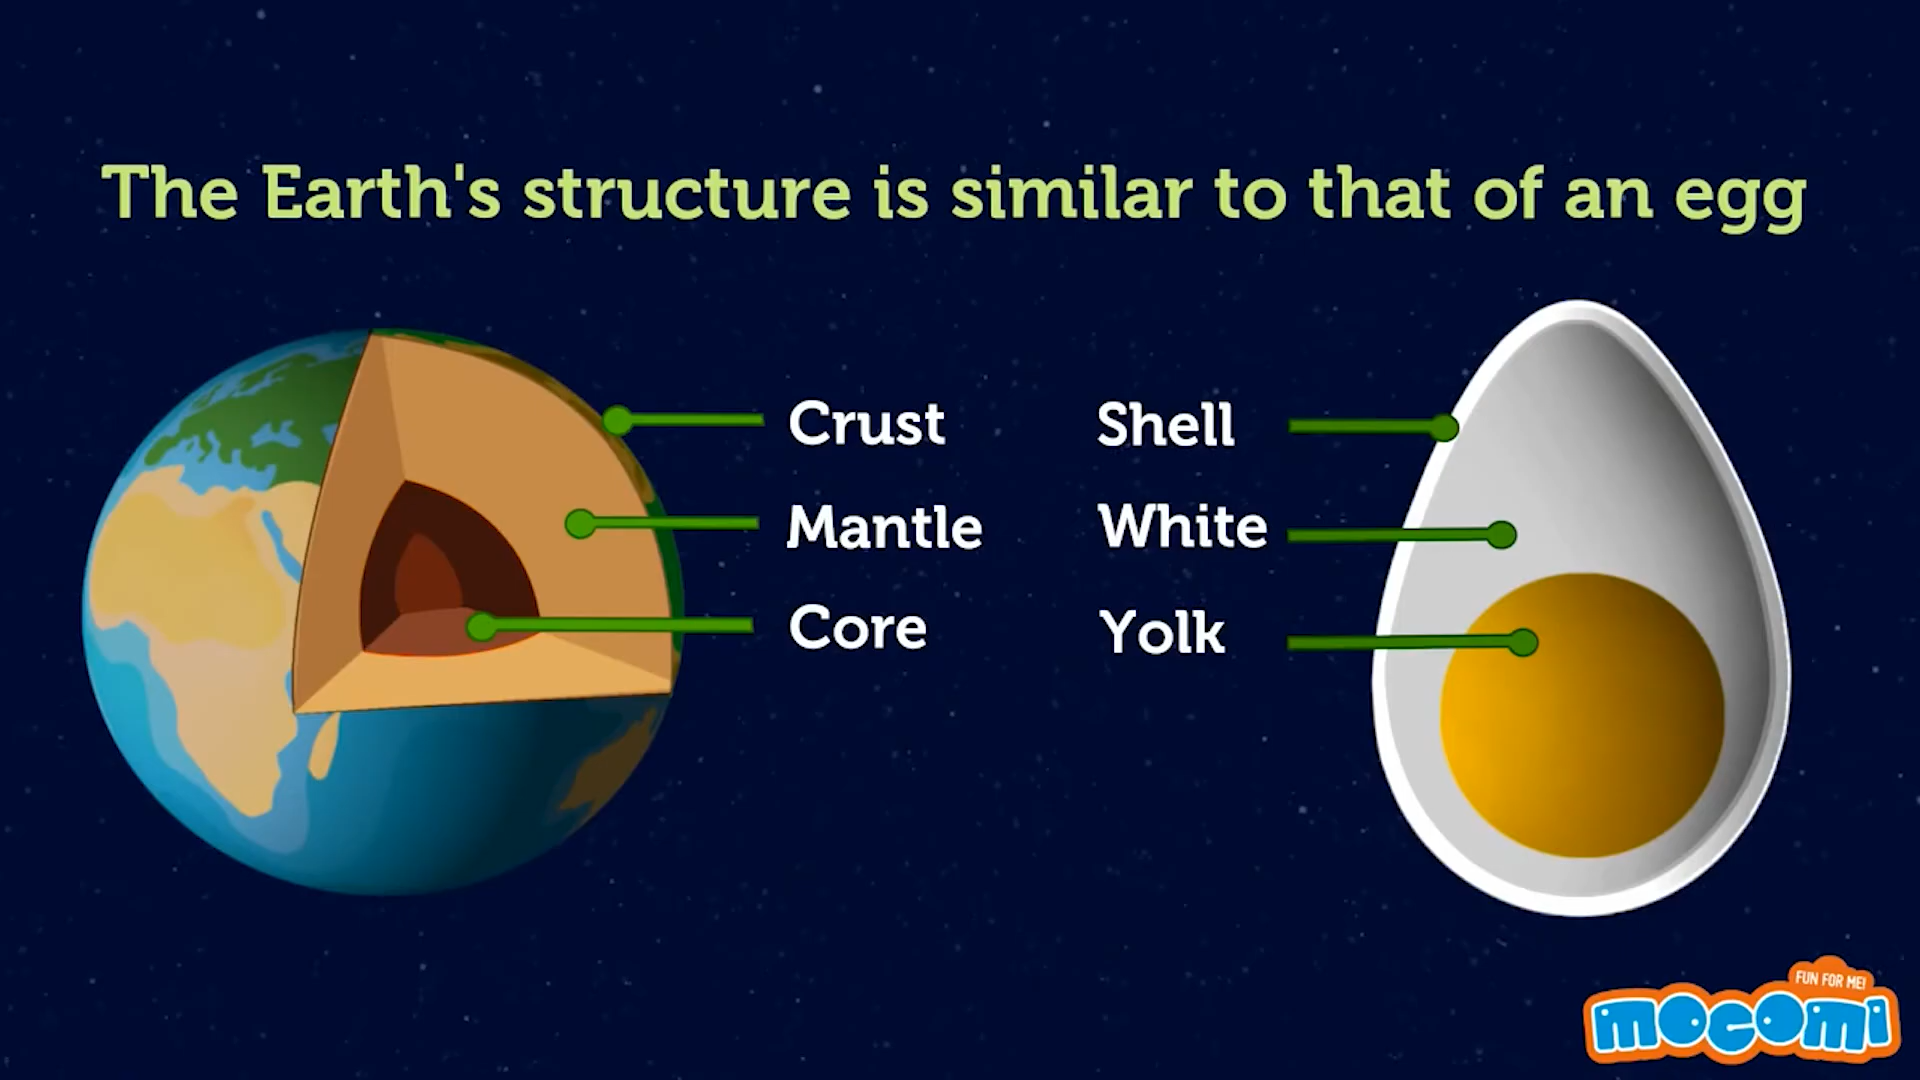 The Earth's structure is similar to that of an egg
Crust
Shell
Mantle
White
Core
Yolk
FUN FOR ME!
mocomi